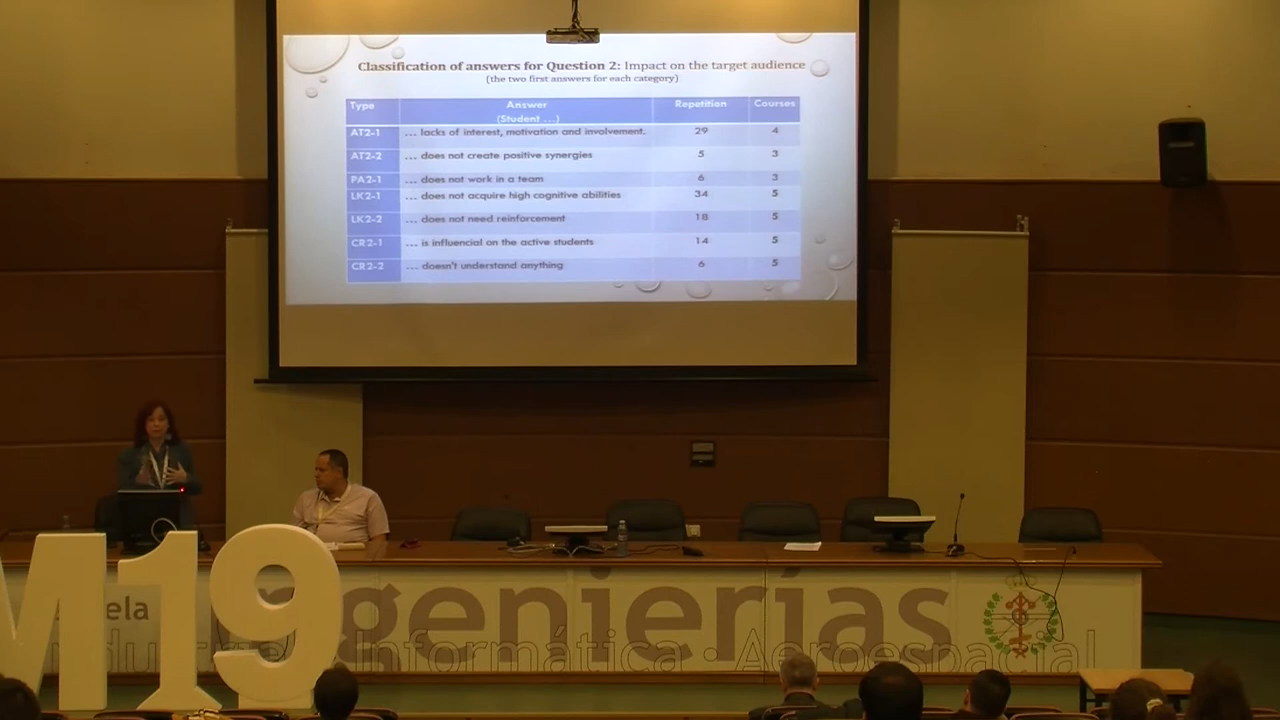 Classification of answers for Question 2: Impact on the target audience
(the two first answers for each category)
Type Answer (Student ...) Repetition Courses
AT2-1 ... lacks of interest, motivation and involvement. 29 4
AT2-2 ... does not create positive synergies 5 3
PA2-1 ... does not work in a team 6 3
LK2-1 ... does not acquire high cognitive abilities 34 5
LK2-2 ... does not need reinforcement 18 5
CR2-1 ... is influencial on the active students 14 5
CR2-2 ... doesn't understand anything 6 5
M19
ngenierías
Informática • Aeroespacial